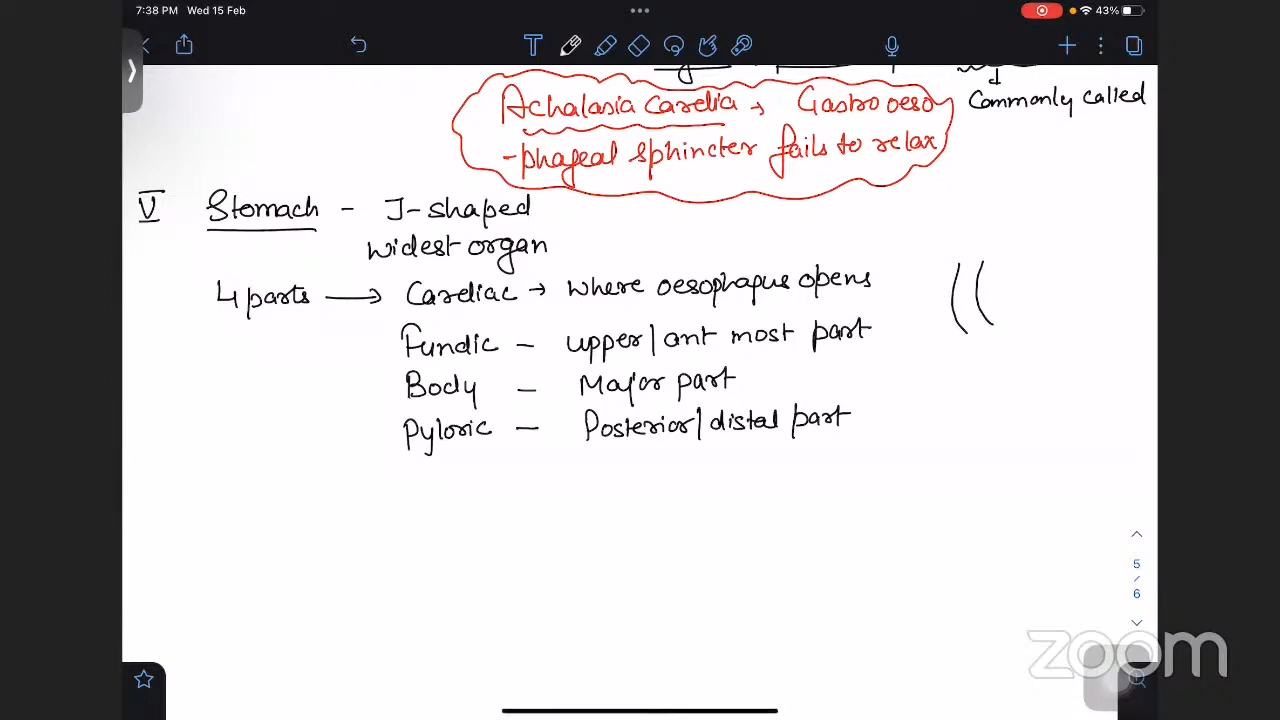 7:38 PM Wed 15 Feb
43%
Achalasia cardia → Gastrooeso
-phageal sphincter fails to relax
Commonly called
V Stomach - J-shaped
widest organ
4 parts → Cardiac → where oesophagus opens
Fundic - upper/ant most part
Body - Major part
Pyloric - Posterior/distal part
5
/
6
zoom